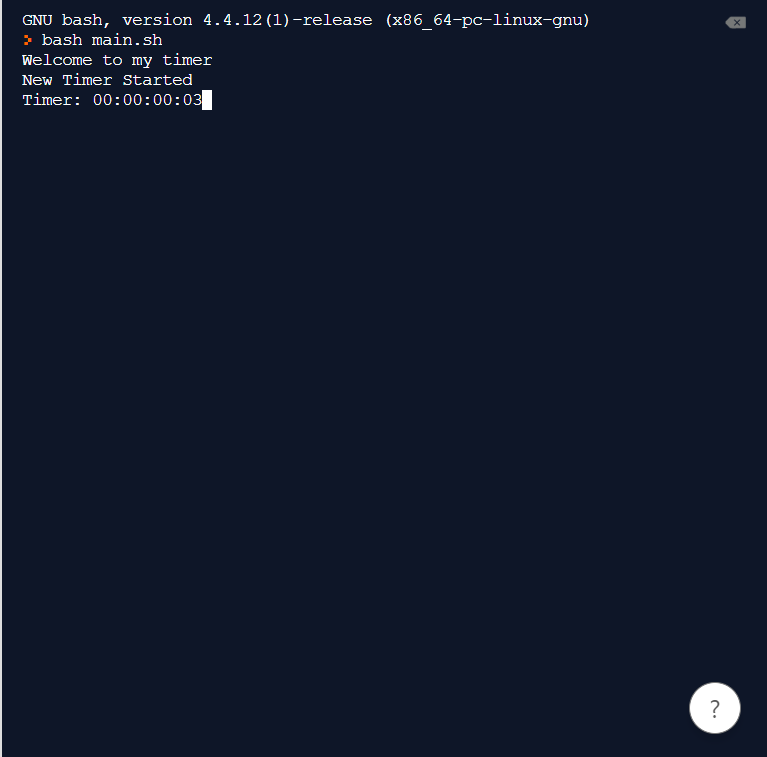 GNU bash, version 4.4.12(1)-release (x86_64-pc-linux-gnu)
> bash main.sh
Welcome to my timer
New Timer Started
Timer: 00:00:00:03
?